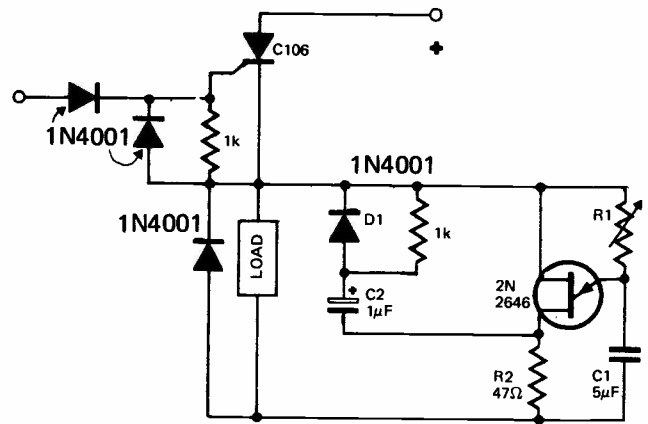 C106
+
1N4001
1k
1N4001
1N4001
D1
1k
R1
LOAD
+
C2
1μF
2N
2646
R2
47Ω
C1
5μF